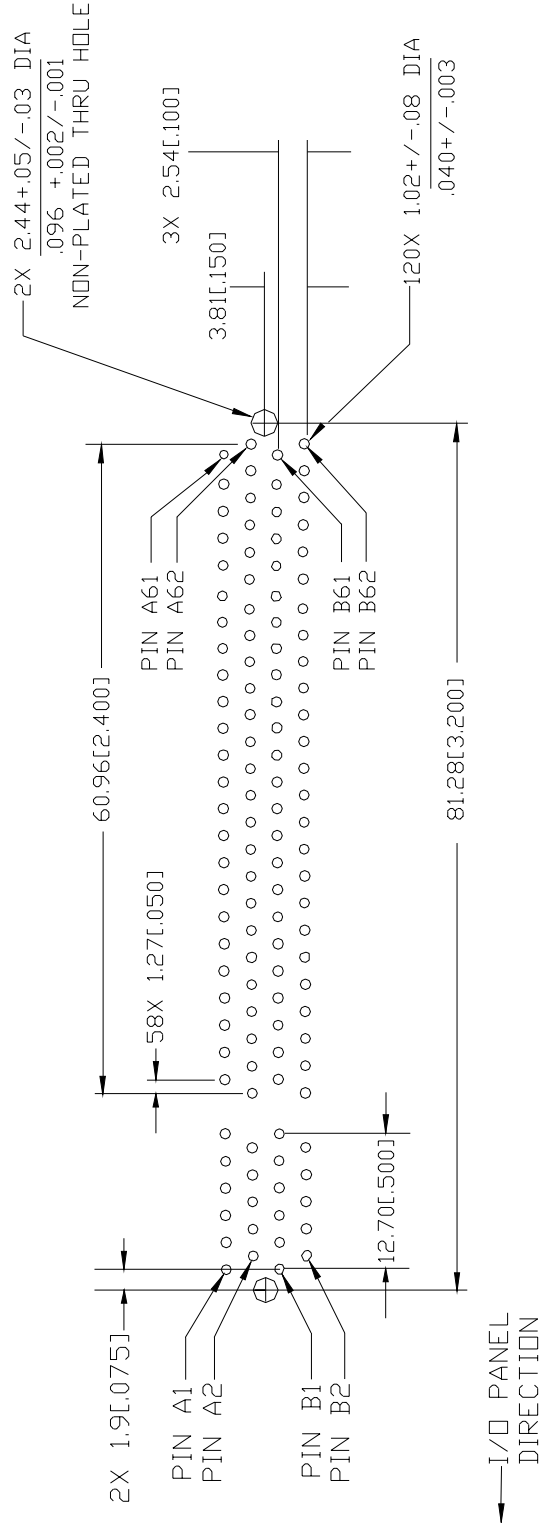 2X 2.44+.05/-.03 DIA
.096 +.002/-.001
NON-PLATED THRU HOLE
3X 2.54[.100]
3.81[.150]
120X 1.02+/-.08 DIA
.040+/-.003
PIN A61
PIN A62
PIN B61
PIN B62
60.96[2.400]
81.28[3.200]
58X 1.27[.050]
12.70[.500]
2X 1.9[.075]
PIN A1
PIN A2
PIN B1
PIN B2
I/O PANEL
DIRECTION